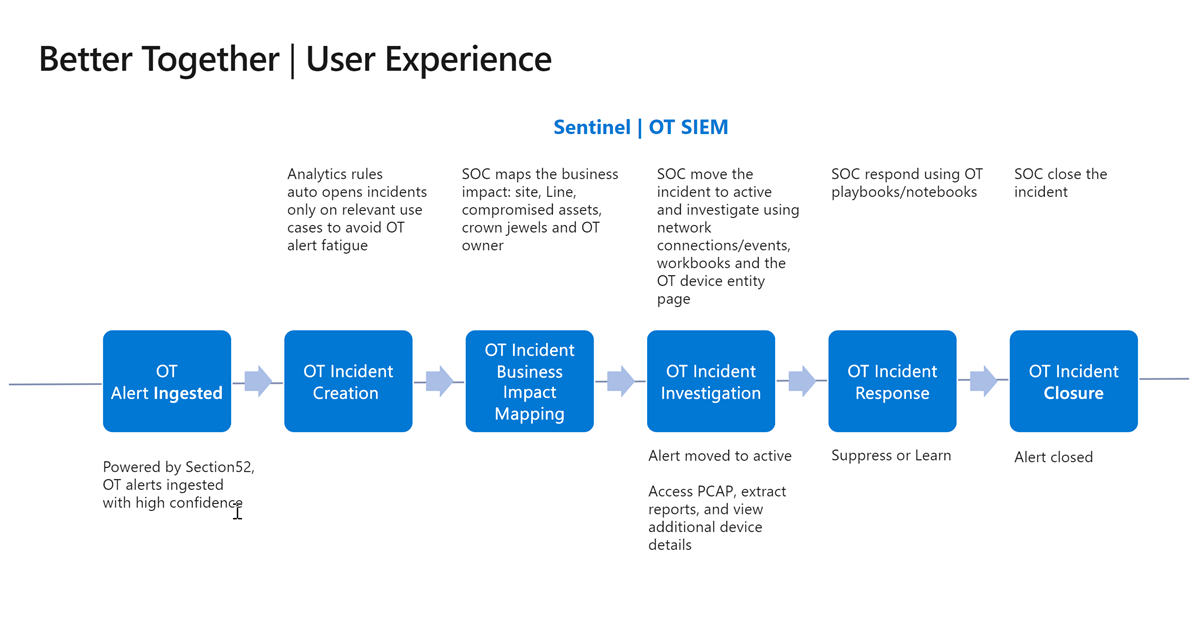 Better Together | User Experience
Sentinel | OT SIEM
Analytics rules
auto opens incidents
only on relevant use
cases to avoid OT
alert fatigue
SOC maps the business
impact: site, Line,
compromised assets,
crown jewels and OT
owner
SOC move the
incident to active
and investigate using
network
connections/events,
workbooks and the
OT device entity
page
SOC respond using OT
playbooks/notebooks
SOC close the
incident
OT
Alert Ingested
OT Incident
Creation
OT Incident
Business
Impact
Mapping
OT Incident
Investigation
OT Incident
Response
OT Incident
Closure
Powered by Section52,
OT alerts ingested
with high confidence
Alert moved to active
Access PCAP, extract
reports, and view
additional device
details
Suppress or Learn
Alert closed